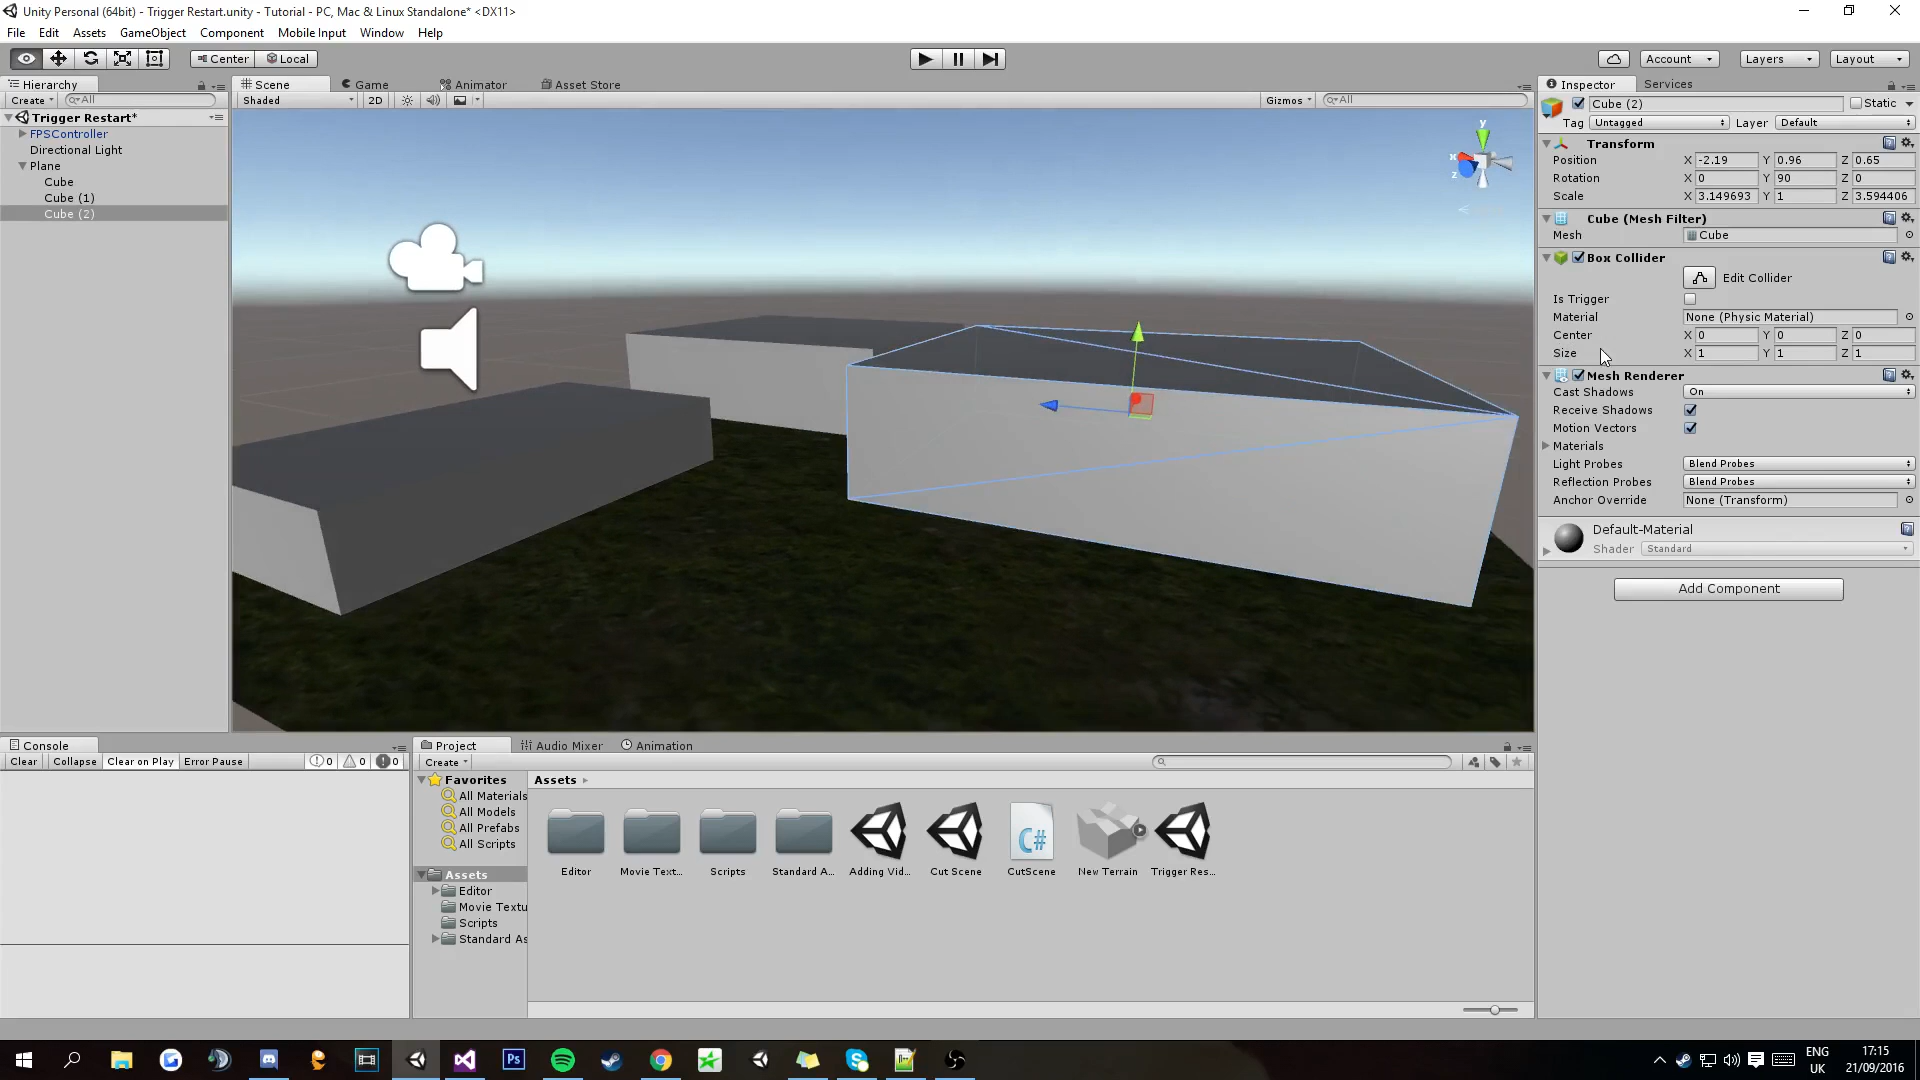 Unity Personal (64bit) - Trigger Restart.unity - Tutorial - PC, Mac & Linux Standalone* <DX11>
File Edit Assets GameObject Component Mobile Input Window Help
Center Local Account Layers Layout
Hierarchy
Create All
Trigger Restart*
FPSController
Directional Light
Plane
Cube
Cube (1)
Cube (2)
Scene Game Animator Asset Store
Shaded 2D Gizmos All
y
x
z
Inspector Services
Cube (2) Static
Tag Untagged Layer Default
Transform
Position X -2.19 Y 0.96 Z 0.65
Rotation X 0 Y 90 Z 0
Scale X 3.149693 Y 1 Z 3.594406
Cube (Mesh Filter)
Mesh Cube
Box Collider
Edit Collider
Is Trigger
Material None (Physic Material)
Center X 0 Y 0 Z 0
Size X 1 Y 1 Z 1
Mesh Renderer
Cast Shadows On
Receive Shadows
Motion Vectors
Materials
Light Probes Blend Probes
Reflection Probes Blend Probes
Anchor Override None (Transform)
Default-Material
Shader Standard
Add Component
Console
Clear Collapse Clear on Play Error Pause 0 0 0
Project Audio Mixer Animation
Create
Favorites
All Materials
All Models
All Prefabs
All Scripts
Assets
Editor
Movie Textu
Scripts
Standard As
Assets
C#
Editor Movie Text... Scripts Standard A... Adding Vid... Cut Scene CutScene New Terrain Trigger Res...
Ps
ENG
UK
17:15
21/09/2016